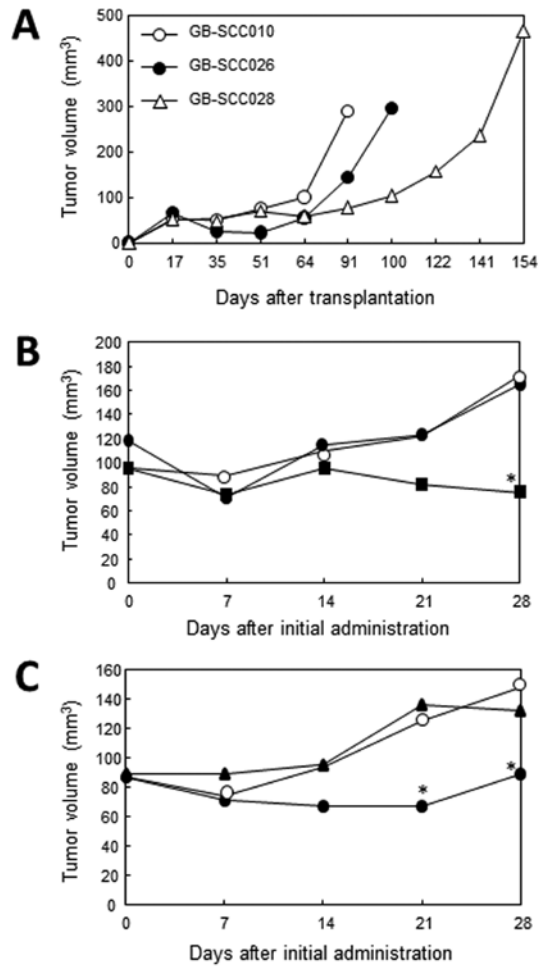 A
Tumor volume (mm³)
500
400
300
200
100
0
GB-SCC010
GB-SCC026
GB-SCC028
0 17 35 51 64 91 100 122 141 154
Days after transplantation
B
Tumor volume (mm³)
200
180
160
140
120
100
80
60
40
20
0
*
0 7 14 21 28
Days after initial administration
C
Tumor volume (mm³)
160
140
120
100
80
60
40
20
0
* *
0 7 14 21 28
Days after initial administration